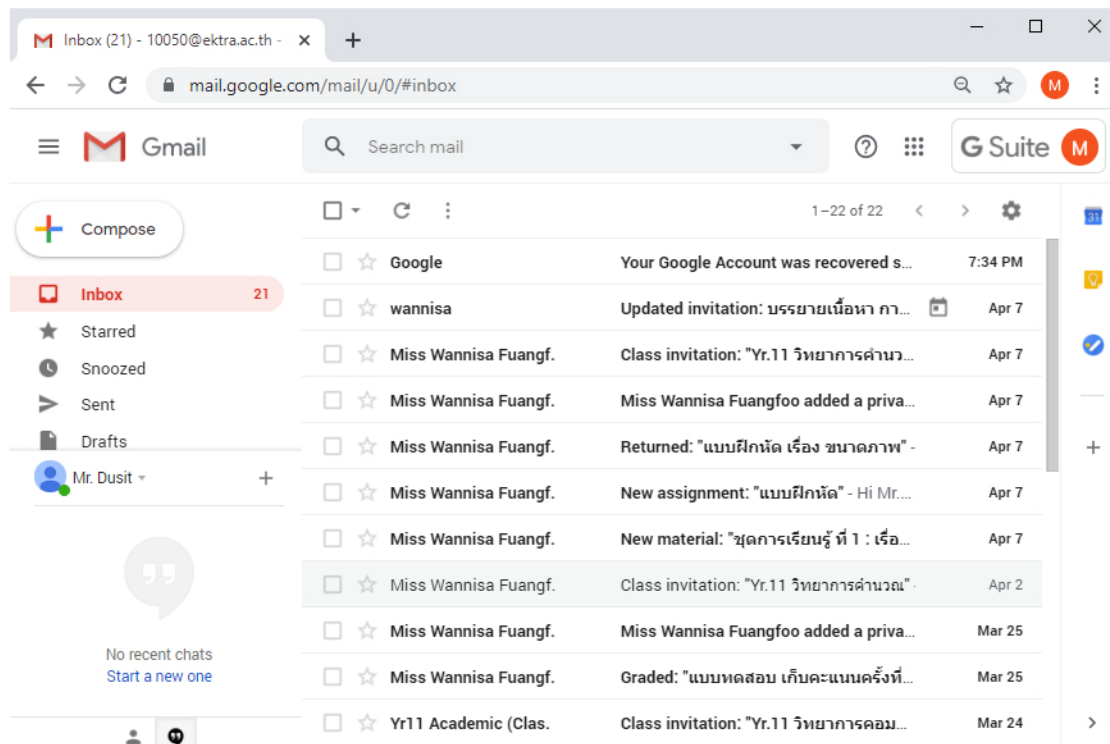 Inbox (21) - 10050@ektra.ac.th -
mail.google.com/mail/u/0/#inbox
M
Gmail
Search mail
G Suite
M
Compose
1–22 of 22
31
Google Your Google Account was recovered s... 7:34 PM
Inbox 21
wannisa Updated invitation: บรรยายเนื้อหา กา... Apr 7
Starred
Miss Wannisa Fuangf. Class invitation: "Yr.11 วิทยาการคำนว... Apr 7
Snoozed
Sent
Miss Wannisa Fuangf. Miss Wannisa Fuangfoo added a priva... Apr 7
Drafts
Miss Wannisa Fuangf. Returned: "แบบฝึกหัด เรื่อง ขนาดภาพ" - Apr 7
Mr. Dusit
Miss Wannisa Fuangf. New assignment: "แบบฝึกหัด" - Hi Mr.... Apr 7
Miss Wannisa Fuangf. New material: "ชุดการเรียนรู้ ที่ 1 : เรื่อ... Apr 7
Miss Wannisa Fuangf. Class invitation: "Yr.11 วิทยาการคำนวณ" - Apr 2
Miss Wannisa Fuangf. Miss Wannisa Fuangfoo added a priva... Mar 25
No recent chats
Start a new one
Miss Wannisa Fuangf. Graded: "แบบทดสอบ เก็บคะแนนครั้งที่... Mar 25
Yr11 Academic (Clas. Class invitation: "Yr.11 วิทยาการคอม... Mar 24